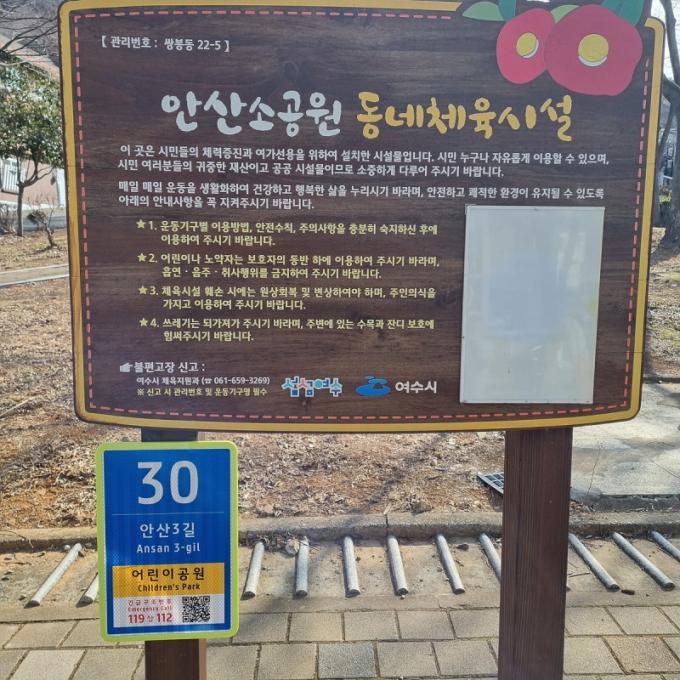 【 관리번호 : 쌍봉동 22-5 】
안산소공원 동네체육시설
이 곳은 시민들의 체력증진과 여가선용을 위하여 설치한 시설물입니다. 시민 누구나 자유롭게 이용할 수 있으며,
시민 여러분들의 귀중한 재산이고 공공 시설물이므로 소중하게 다루어 주시기 바랍니다.
매일 매일 운동을 생활화하여 건강하고 행복한 삶을 누리시기 바라며, 안전하고 쾌적한 환경이 유지될 수 있도록
아래의 안내사항을 꼭 지켜주시기 바랍니다.
★1. 운동기구별 이용방법, 안전수칙, 주의사항을 충분히 숙지하신 후에
이용하여 주시기 바랍니다.
★2. 어린이나 노약자는 보호자의 동반 하에 이용하여 주시기 바라며,
흡연 · 음주 · 취사행위를 금지하여 주시기 바랍니다.
★3. 체육시설 훼손 시에는 원상회복 및 변상하여야 하며, 주인의식을
가지고 이용하여 주시기 바랍니다.
★4. 쓰레기는 되가져가 주시기 바라며, 주변에 있는 수목과 잔디 보호에
힘써주시기 바랍니다.
☛불편고장 신고 :
여수시 체육지원과 (☎ 061-659-3269)
※ 신고 시 관리번호 및 운동기구명 필수
섬섬여수 여수시
30
안산3길
Ansan 3-gil
어린이공원
Children's Park
긴급구조번호
Emergency Call
119 상 112